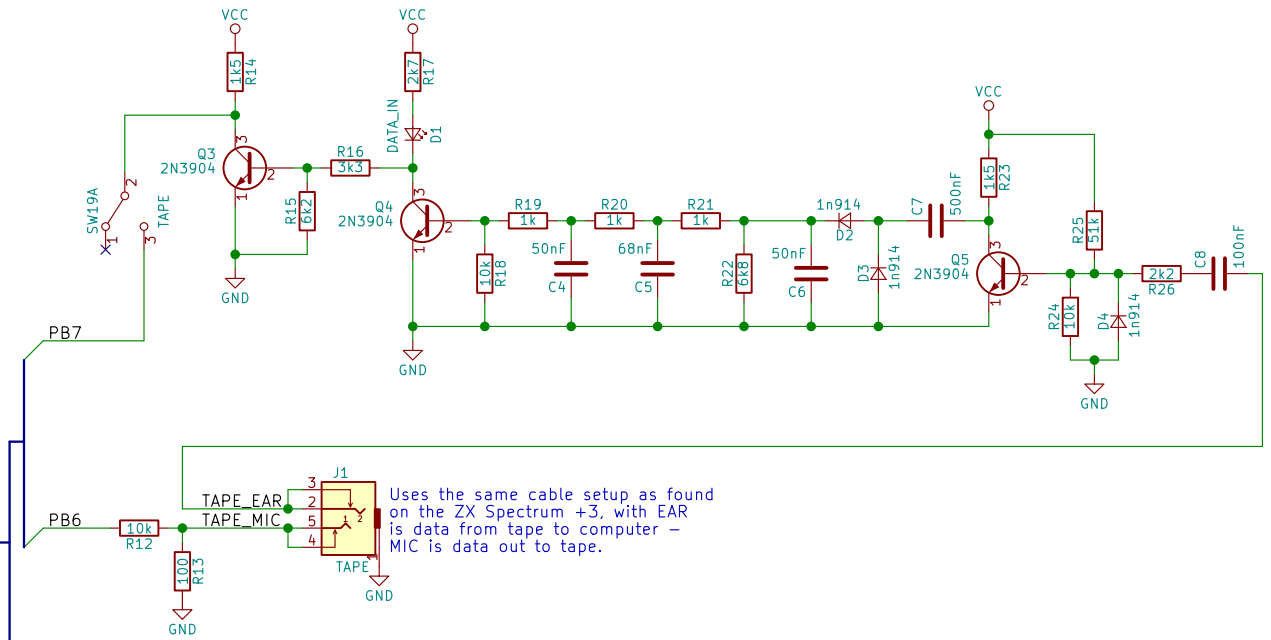 VCC
VCC
1k5
R14
2k7
R17
DATA_IN
D1
VCC
Q3
2N3904
3
2
1
R16
3k3
R15
6k2
SW19A
2
1
3
TAPE
Q4
2N3904
3
2
1
R19
1k
R20
1k
R21
1k
1n914
D2
C7
500nF
1k5
R23
R25
51k
R18
10k
50nF
C4
68nF
C5
R22
6k8
50nF
C6
D3
1n914
Q5
2N3904
3
2
1
R24
10k
D4
1n914
2k2
R26
C8
100nF
GND
GND
GND
PB7
PB6
10k
R12
100
R13
GND
TAPE_EAR
TAPE_MIC
J1
3
2
5
4
1
2
1
TAPE
GND
Uses the same cable setup as found
on the ZX Spectrum +3, with EAR
is data from tape to computer –
MIC is data out to tape.